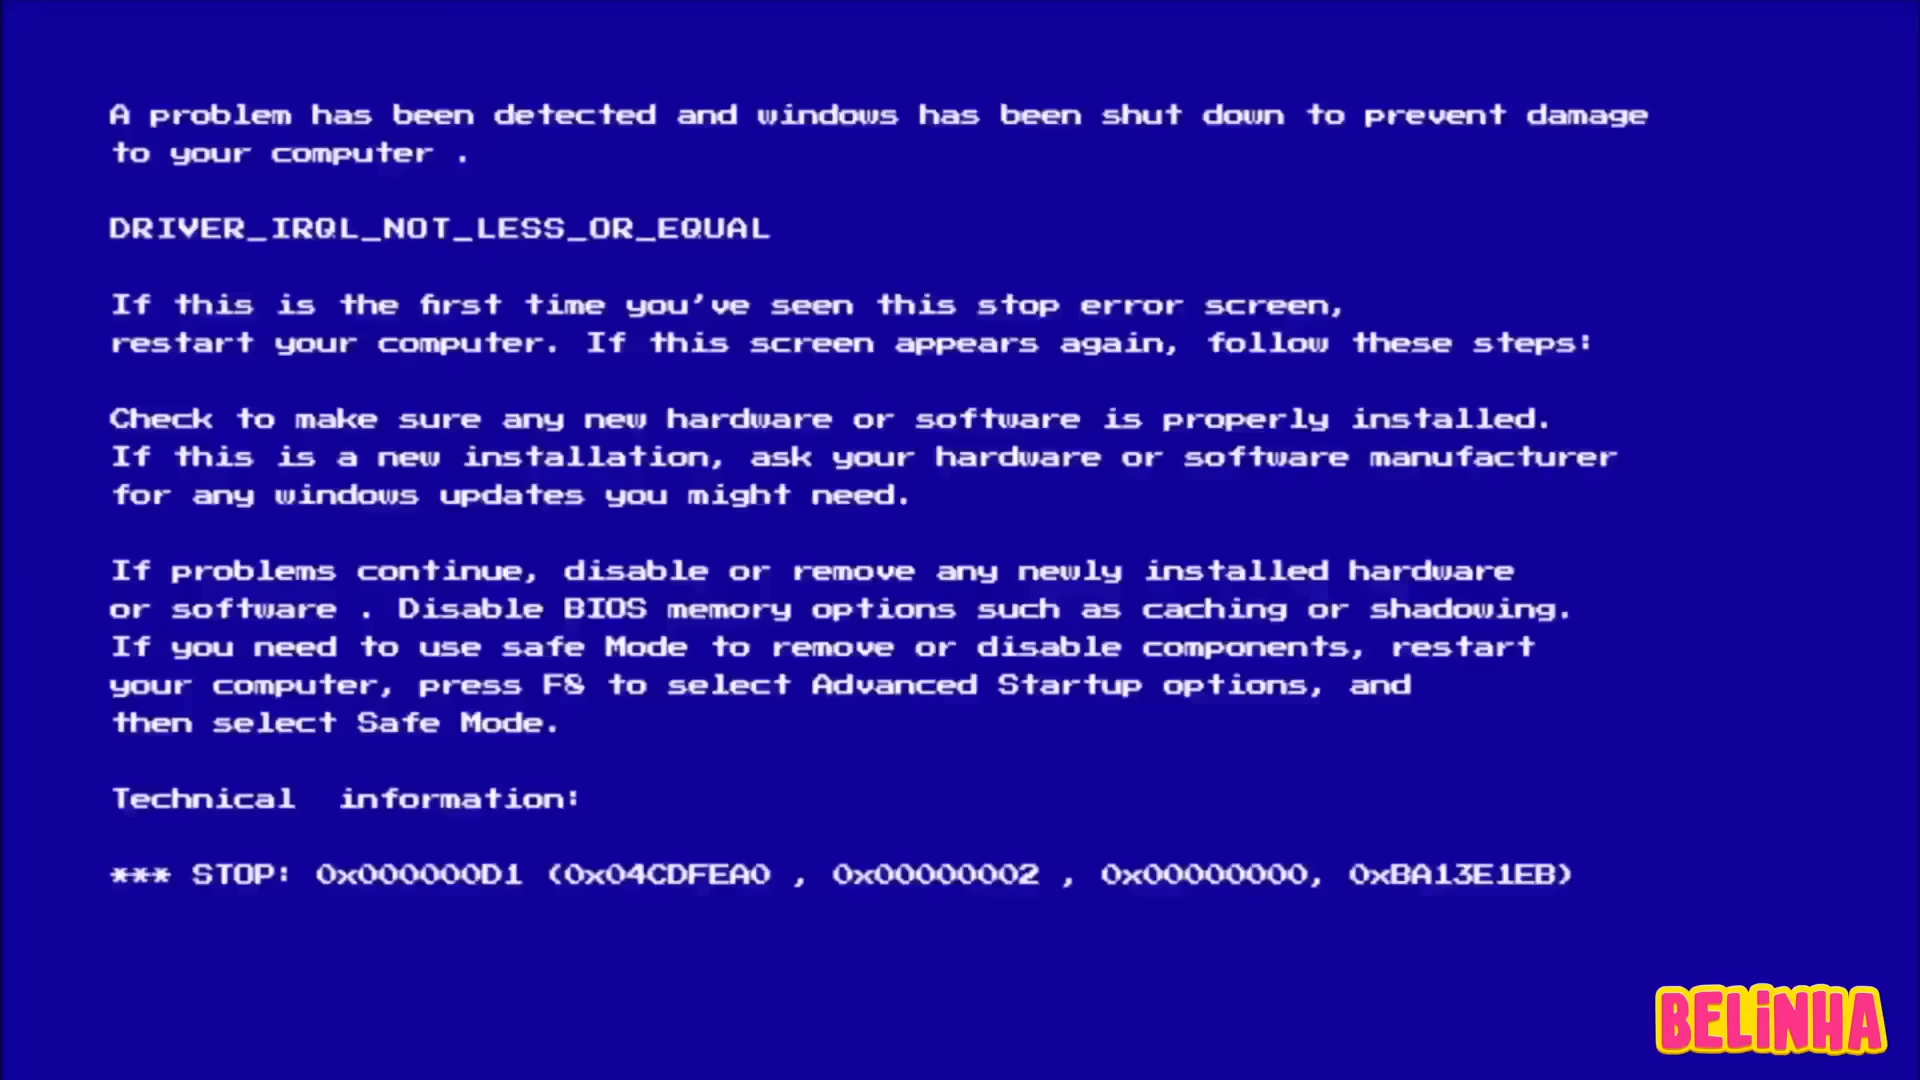 A problem has been detected and windows has been shut down to prevent damage
to your computer .
DRIVER_IRQL_NOT_LESS_OR_EQUAL
If this is the first time you've seen this stop error screen,
restart your computer. If this screen appears again, follow these steps:
Check to make sure any new hardware or software is properly installed.
If this is a new installation, ask your hardware or software manufacturer
for any windows updates you might need.
If problems continue, disable or remove any newly installed hardware
or software . Disable BIOS memory options such as caching or shadowing.
If you need to use safe Mode to remove or disable components, restart
your computer, press F& to select Advanced Startup options, and
then select Safe Mode.
Technical information:
*** STOP: 0x000000D1 (0x04CDFEA0 , 0x00000002 , 0x00000000, 0xBA13E1EB)
BELiNHA